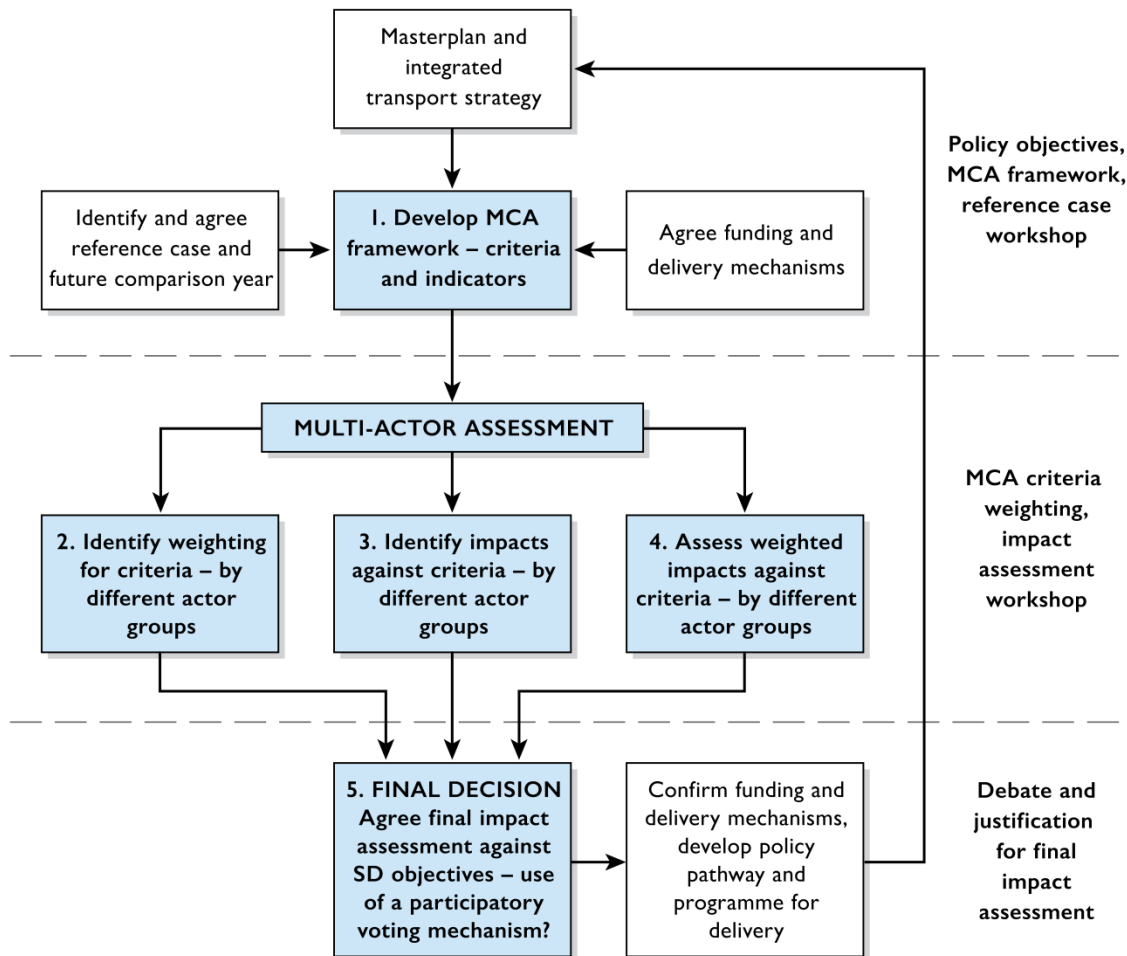 Masterplan and
integrated
transport strategy
Policy objectives,
MCA framework,
reference case
workshop
Identify and agree
reference case and
future comparison year
1. Develop MCA
framework – criteria
and indicators
Agree funding and
delivery mechanisms
MULTI-ACTOR ASSESSMENT
MCA criteria
weighting,
impact
assessment
workshop
2. Identify weighting
for criteria – by
different actor
groups
3. Identify impacts
against criteria – by
different actor
groups
4. Assess weighted
impacts against
criteria – by different
actor groups
5. FINAL DECISION
Agree final impact
assessment against
SD objectives – use
of a participatory
voting mechanism?
Confirm funding and
delivery mechanisms,
develop policy
pathway and
programme for
delivery
Debate and
justification
for final
impact
assessment